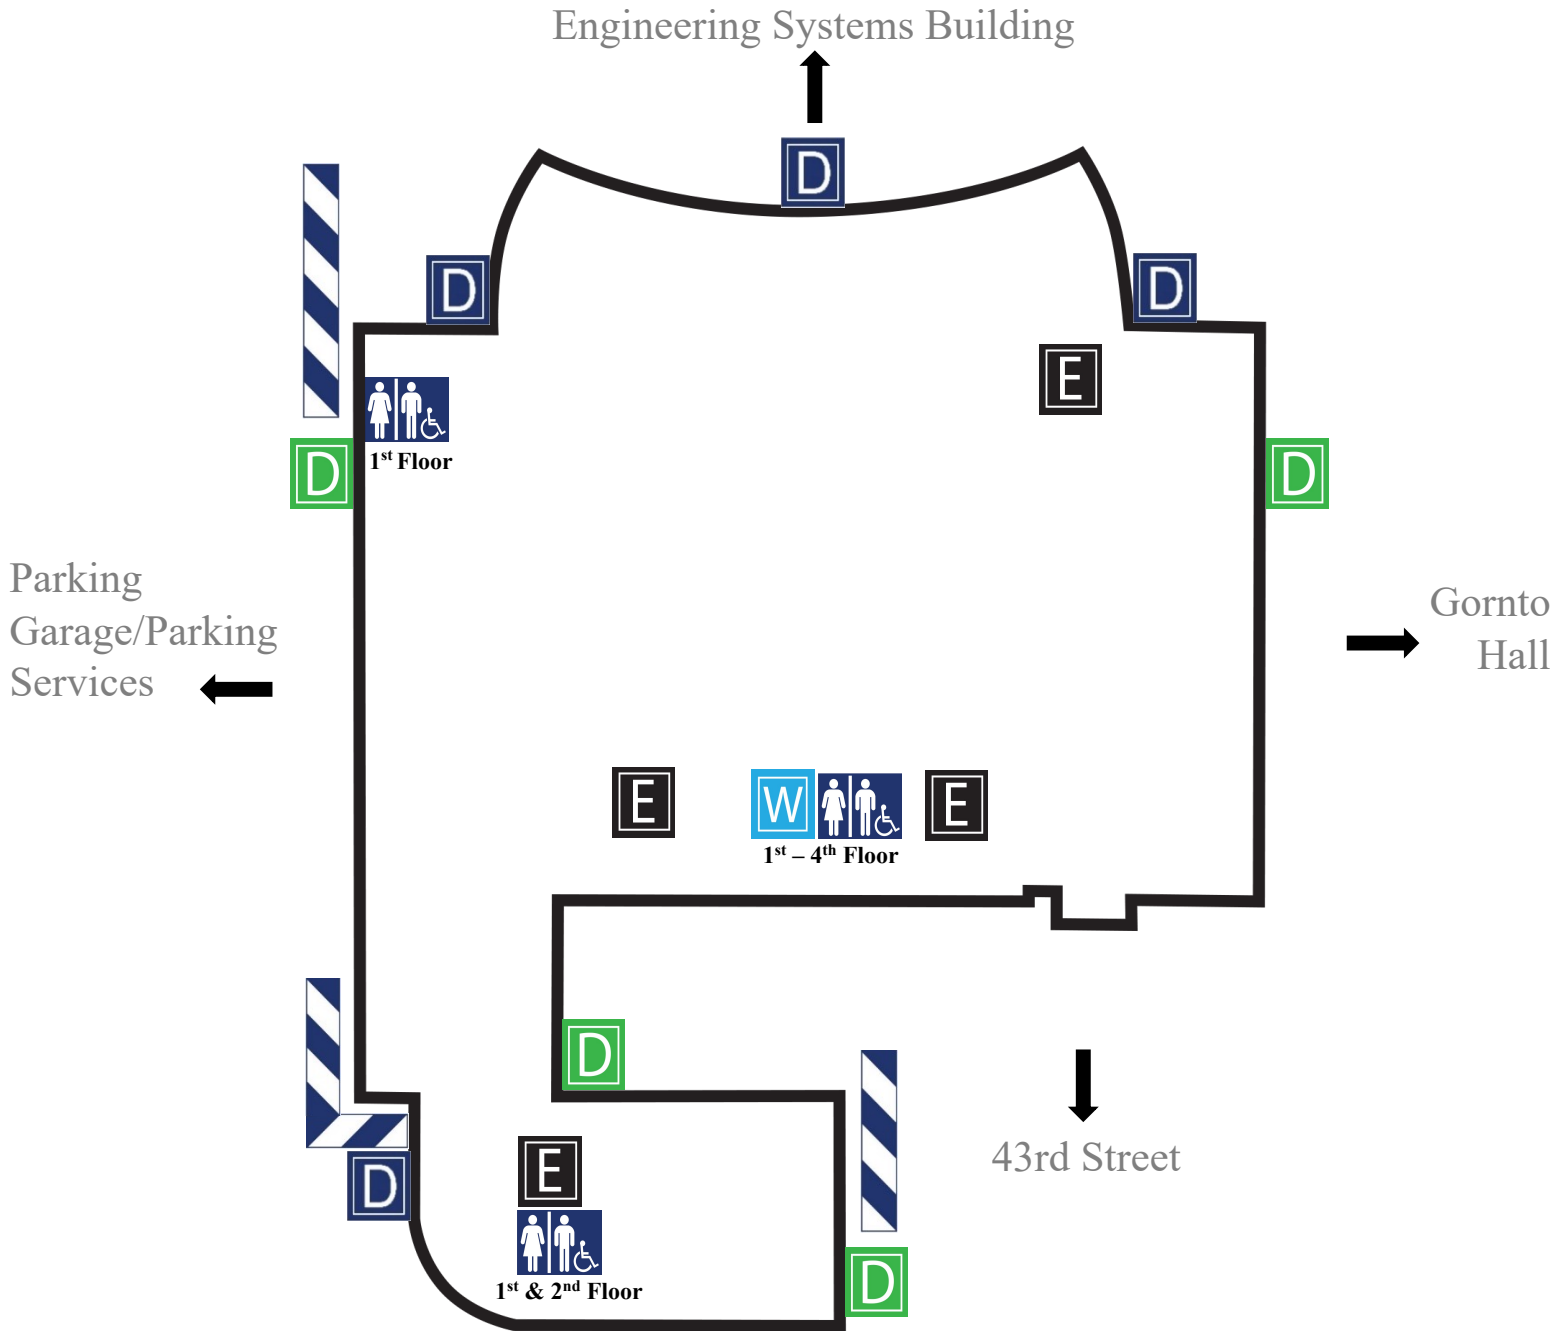 Engineering Systems Building
D
D
D
E
1st Floor
D
D
Parking
Garage/Parking
Services
Gornto
Hall
E
W
E
1st – 4th Floor
D
43rd Street
E
D
1st & 2nd Floor
D